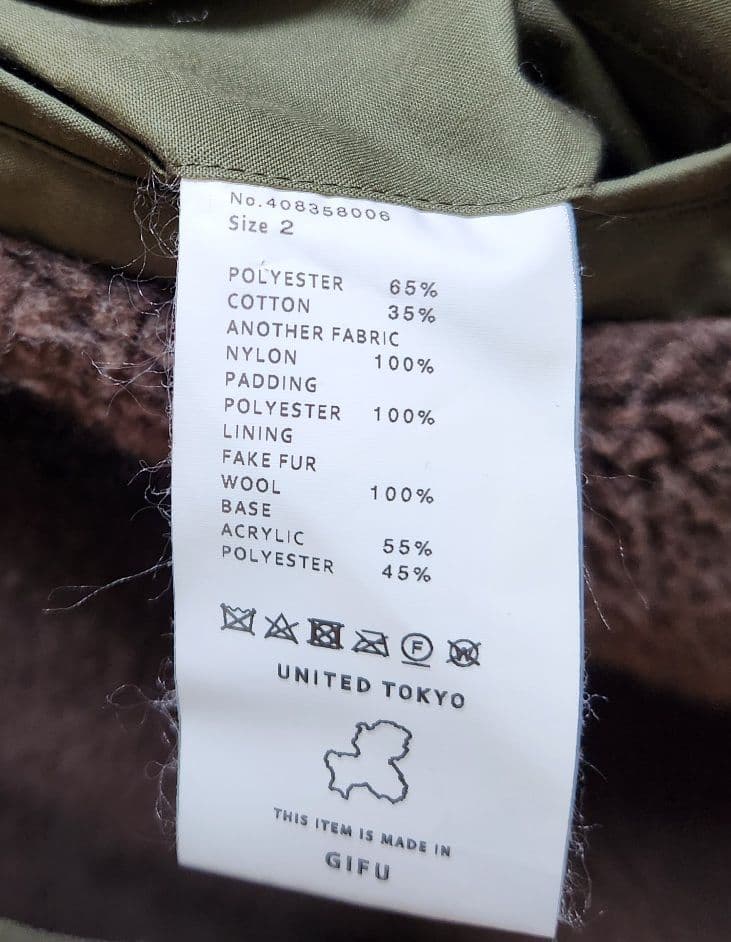 No.408358006
Size 2
POLYESTER 65%
COTTON 35%
ANOTHER FABRIC
NYLON 100%
PADDING
POLYESTER 100%
LINING
FAKE FUR
WOOL 100%
BASE
ACRYLIC 55%
POLYESTER 45%
F W
UNITED TOKYO
THIS ITEM IS MADE IN
GIFU